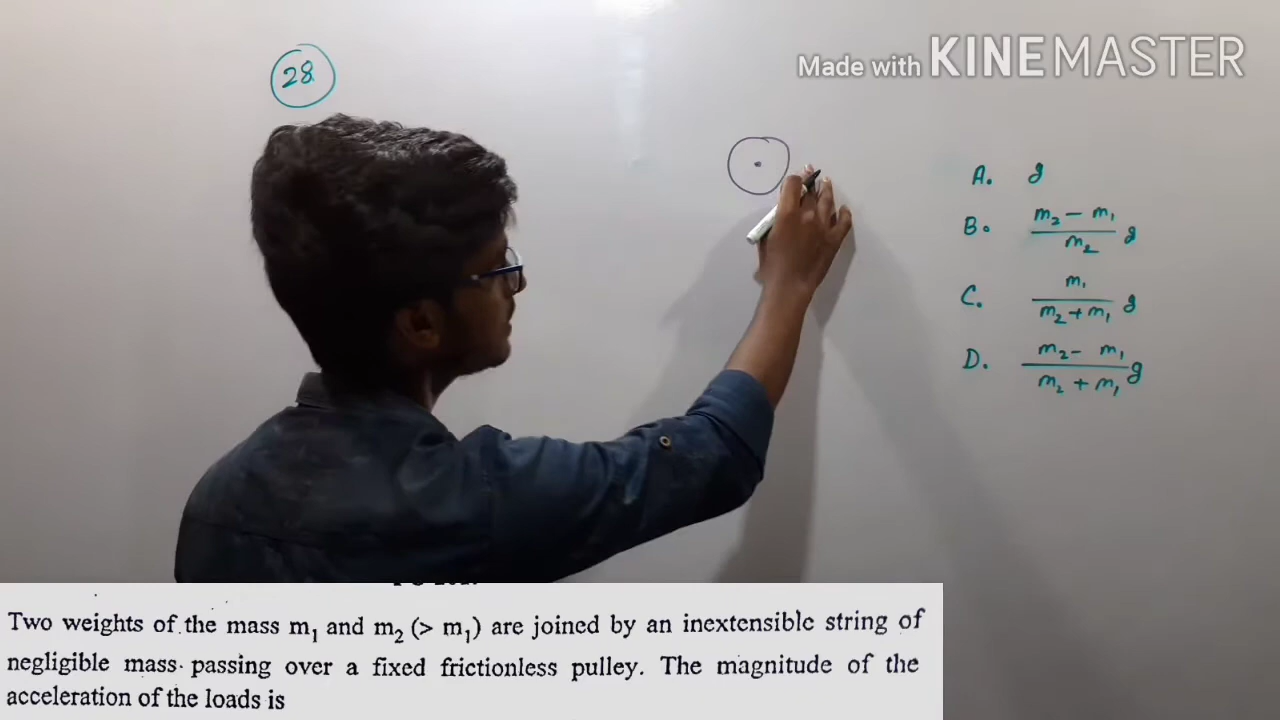 28
Made with KINEMASTER
A. g
B. m₂ - m₁ / m₂ g
C. m₁ / m₂ + m₁ g
D. m₂ - m₁ / m₂ + m₁ g
Two weights of the mass m₁ and m₂ (> m₁) are joined by an inextensible string of
negligible mass passing over a fixed frictionless pulley. The magnitude of the
acceleration of the loads is